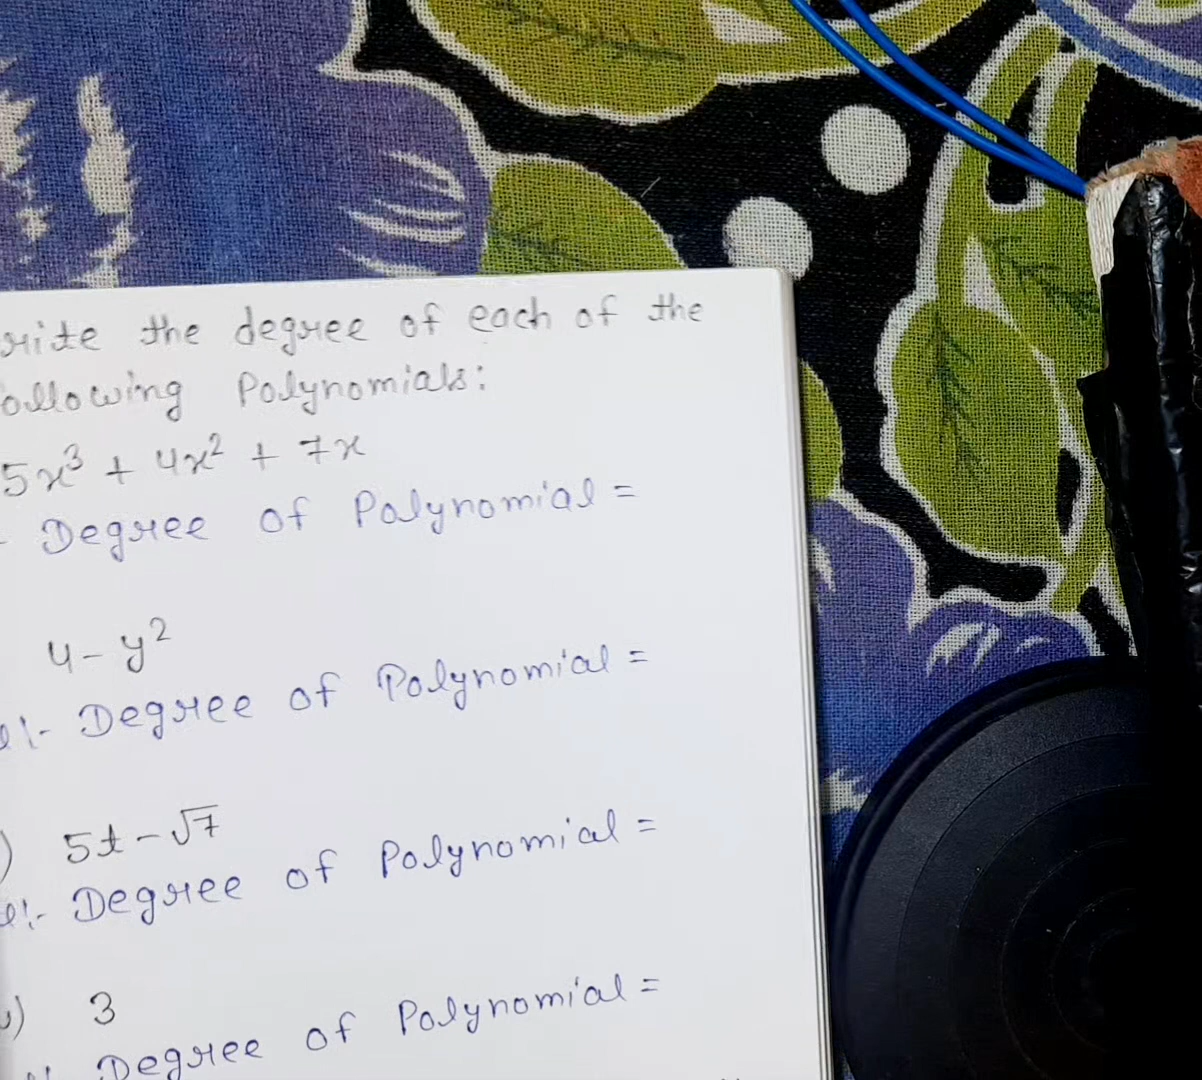 rite the degree of each of the
ollowing Polynomials:
5x³ + 4x² + 7x
- Degree of Polynomial =
4 - y²
:- Degree of Polynomial =
) 5t - √7
:- Degree of Polynomial =
) 3
Degree of Polynomial =